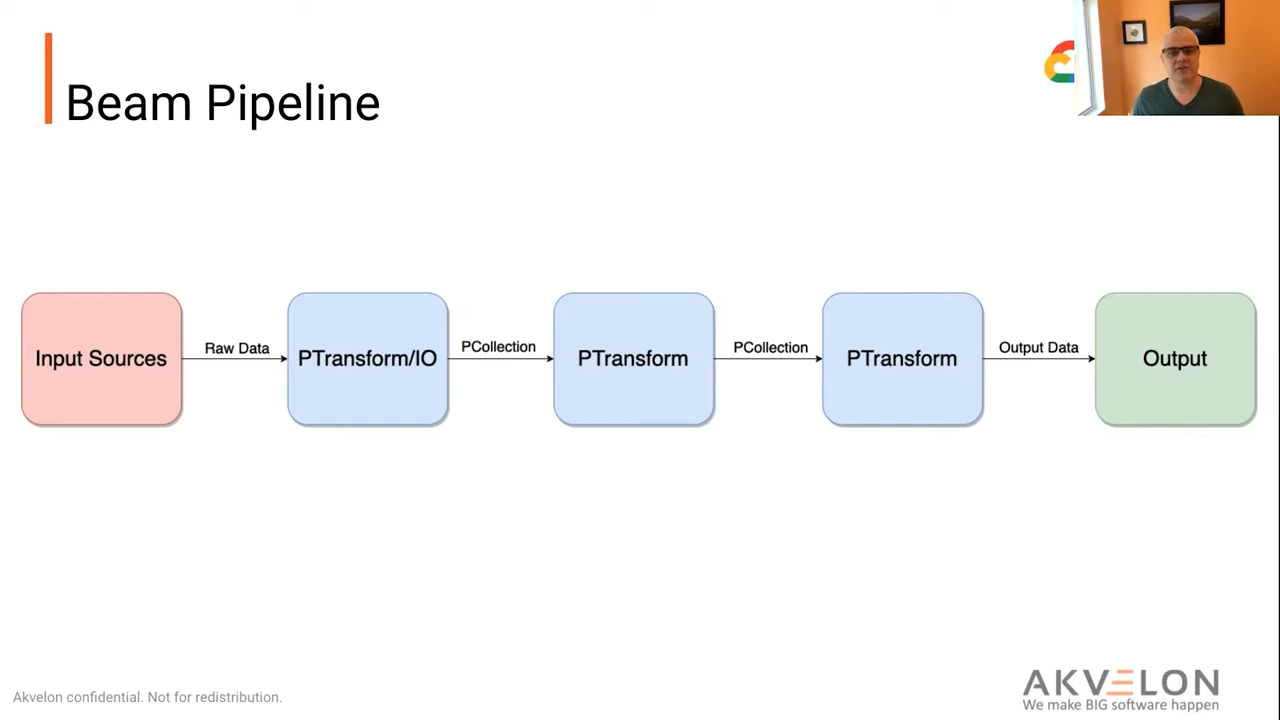 Beam Pipeline
Input Sources
Raw Data
PTransform/IO
PCollection
PTransform
PCollection
PTransform
Output Data
Output
Akvelon confidential. Not for redistribution.
AKVELON
We make BIG software happen